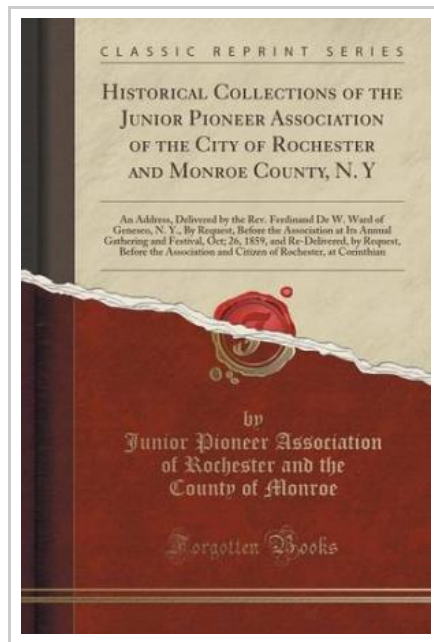 CLASSIC REPRINT SERIES
HISTORICAL COLLECTIONS OF THE
JUNIOR PIONEER ASSOCIATION
OF THE CITY OF ROCHESTER
AND MONROE COUNTY, N. Y
An Address, Delivered by the Rev. Ferdinand De W. Ward of
Geneseo, N. Y., By Request, Before the Association at Its Annual
Gathering and Festival, Oct; 26, 1859, and Re-Delivered, by Request,
Before the Association and Citizen of Rochester, at Corinthian
by
Junior Pioneer Association
of Rochester and the
County of Monroe
Forgotten Books